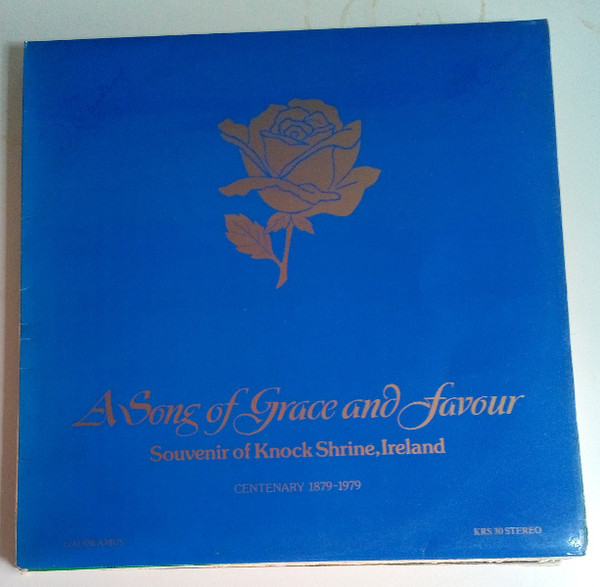 A Song of Grace and Favour
Souvenir of Knock Shrine, Ireland
CENTENARY 1879-1979
KRS 30 STEREO